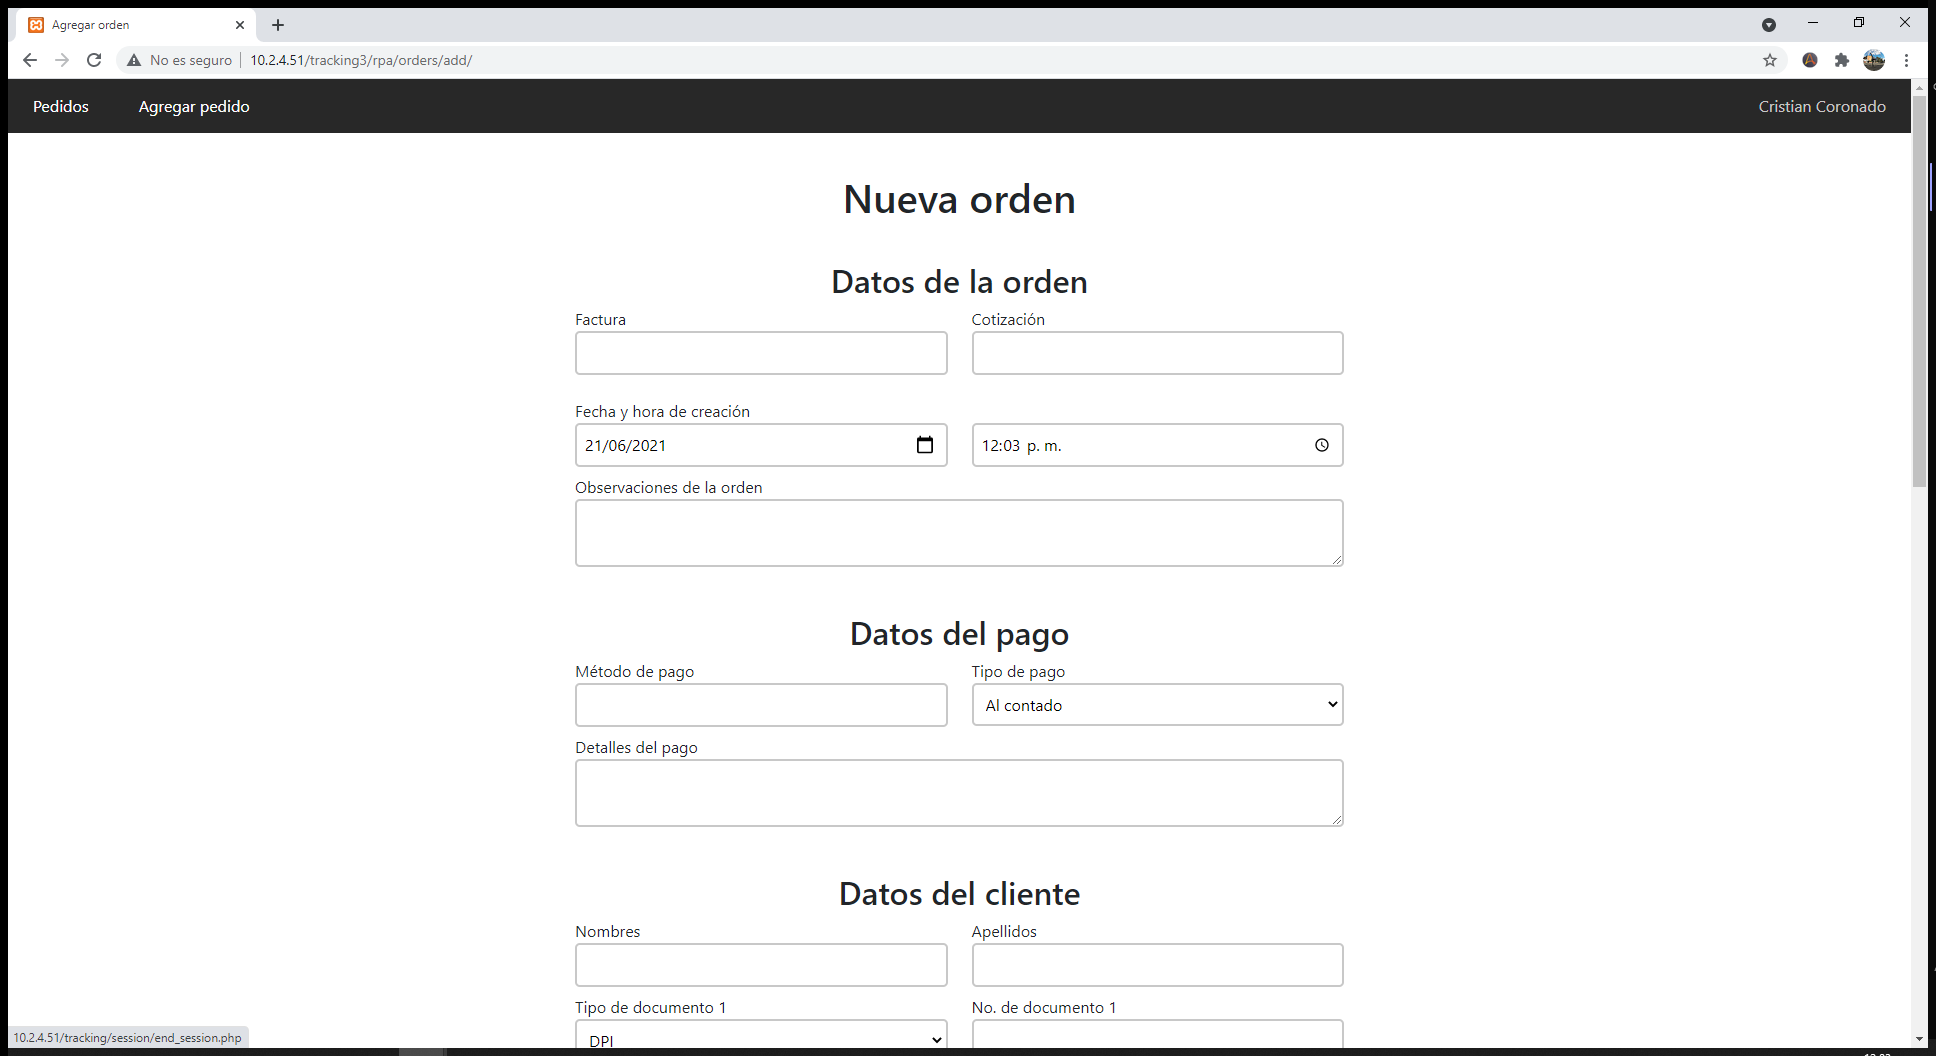 Agregar orden
No es seguro 10.2.4.51/tracking3/rpa/orders/add/
Pedidos Agregar pedido Cristian Coronado
Nueva orden
Datos de la orden
Factura Cotización
Fecha y hora de creación
21/06/2021 12:03 p. m.
Observaciones de la orden
Datos del pago
Método de pago Tipo de pago
Al contado
Detalles del pago
Datos del cliente
Nombres Apellidos
Tipo de documento 1 No. de documento 1
DPI
10.2.4.51/tracking/session/end_session.php